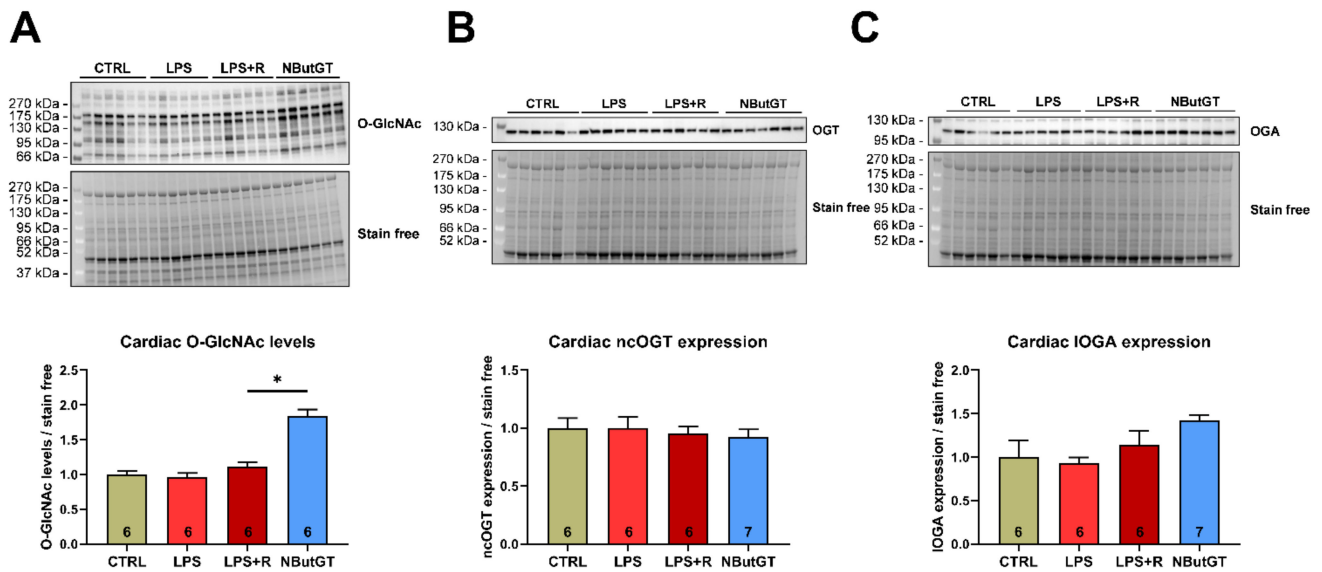 A
CTRL LPS LPS+R NButGT
270 kDa -
175 kDa -
130 kDa -
95 kDa -
66 kDa -
O-GlcNAc
270 kDa -
175 kDa -
130 kDa -
95 kDa -
66 kDa -
52 kDa -
37 kDa -
Stain free
Cardiac O-GlcNAc levels
O-GlcNAc levels / stain free
2.5
2.0
1.5
1.0
0.5
0.0
*
6 6 6 6
CTRL LPS LPS+R NButGT
B
CTRL LPS LPS+R NButGT
130 kDa -
OGT
270 kDa -
175 kDa -
130 kDa -
95 kDa -
66 kDa -
52 kDa -
Stain free
Cardiac ncOGT expression
ncOGT expression / stain free
1.5
1.0
0.5
0.0
6 6 6 7
CTRL LPS LPS+R NButGT
C
CTRL LPS LPS+R NButGT
130 kDa -
95 kDa -
OGA
270 kDa -
175 kDa -
130 kDa -
95 kDa -
66 kDa -
52 kDa -
Stain free
Cardiac lOGA expression
lOGA expression / stain free
2.0
1.5
1.0
0.5
0.0
6 6 6 7
CTRL LPS LPS+R NButGT